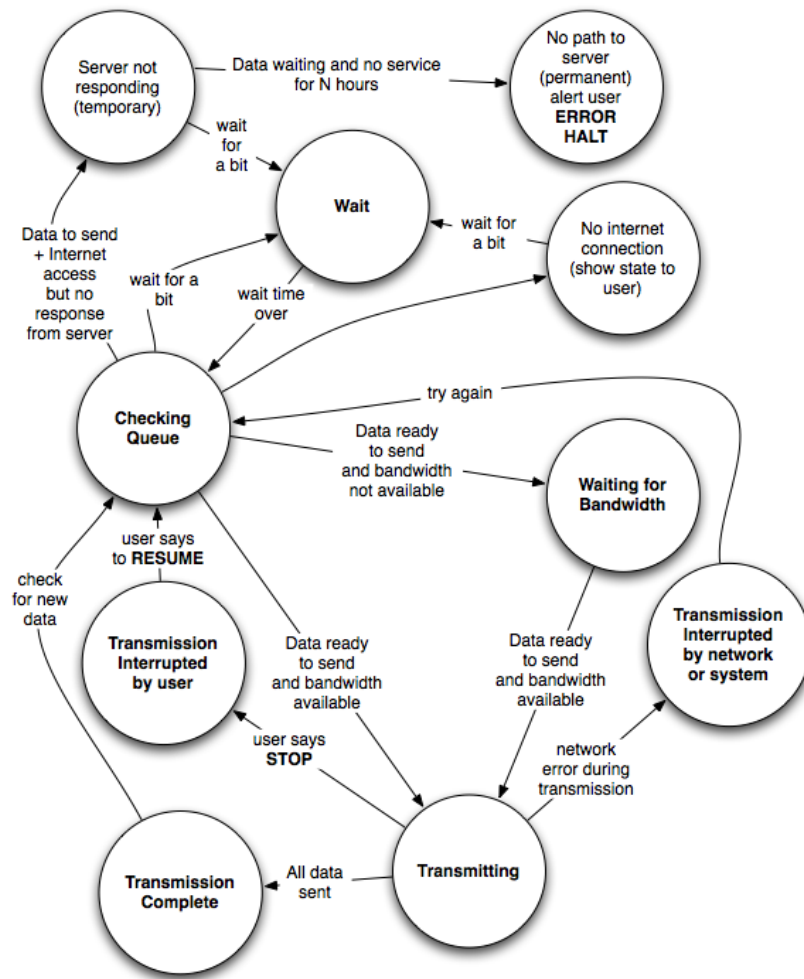 Server not
responding
(temporary)
Data waiting and no service
for N hours
No path to
server
(permanent)
alert user
ERROR
HALT
wait
for
a bit
Wait
wait for
a bit
No internet
connection
(show state to
user)
Data to send
+ Internet
access
but no
response
from server
wait for a
bit
wait time
over
try again
Checking
Queue
Data ready
to send
and bandwidth
not available
Waiting for
Bandwidth
user says
to RESUME
check
for new
data
Transmission
Interrupted
by user
Data ready
to send
and bandwidth
available
Data ready
to send
and bandwidth
available
Transmission
Interrupted
by network
or system
user says
STOP
network
error during
transmission
Transmission
Complete
All data
sent
Transmitting